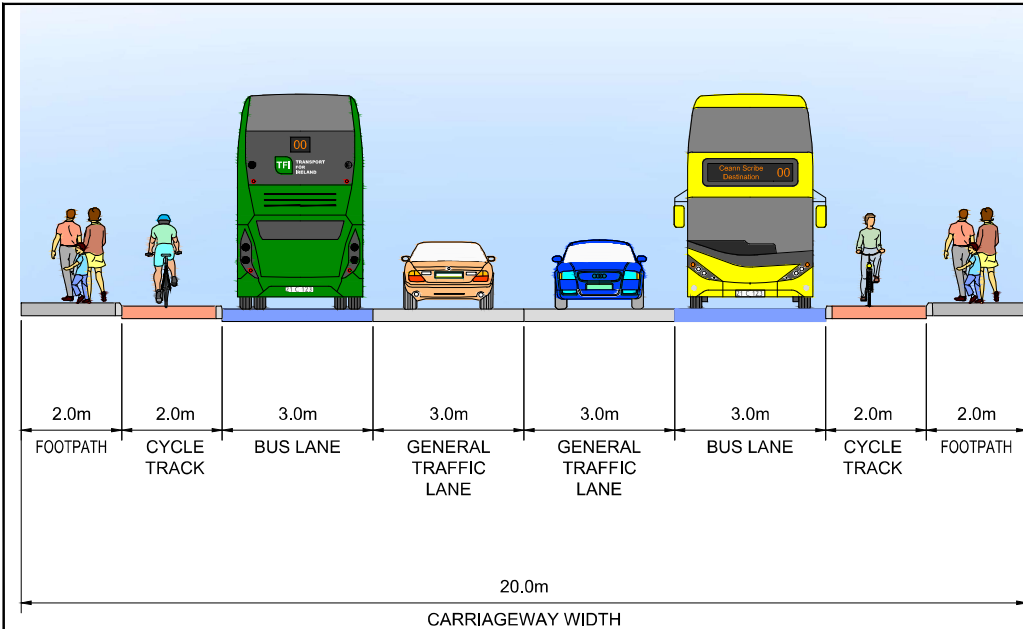 00
TFI
TRANSPORT
FOR
IRELAND
Ceann Scribe
Destination
00
2.0m
2.0m
3.0m
3.0m
3.0m
3.0m
2.0m
2.0m
FOOTPATH
CYCLE
TRACK
BUS LANE
GENERAL
TRAFFIC
LANE
GENERAL
TRAFFIC
LANE
BUS LANE
CYCLE
TRACK
FOOTPATH
20.0m
CARRIAGEWAY WIDTH